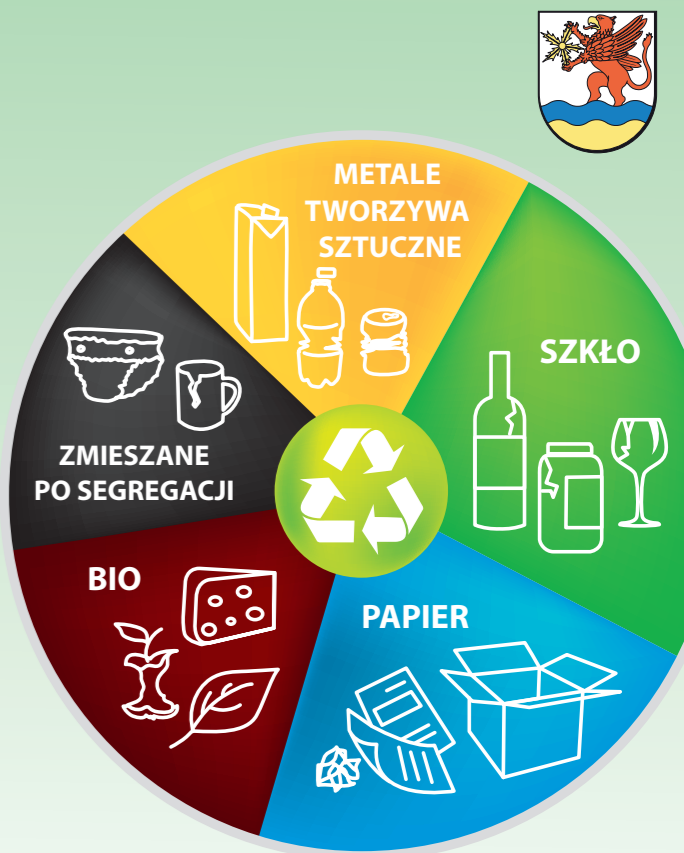 METALE
TWORZYWA
SZTUCZNE
SZKŁO
ZMIESZANE
PO SEGREGACJI
BIO
PAPIER